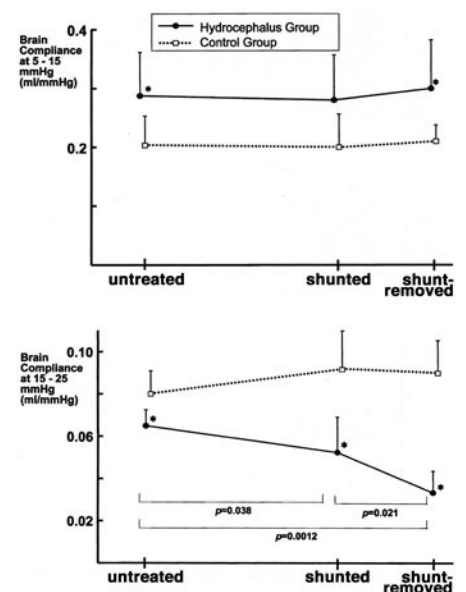 Brain
Compliance
at 5 - 15
mmHg
(ml/mmHg)
0.4
0.2
Hydrocephalus Group
Control Group
*
*
untreated
shunted
shunt-
removed
Brain
Compliance
at 15 - 25
mmHg
(ml/mmHg)
0.10
0.06
0.02
*
*
*
p=0.038
p=0.021
p=0.0012
untreated
shunted
shunt-
removed